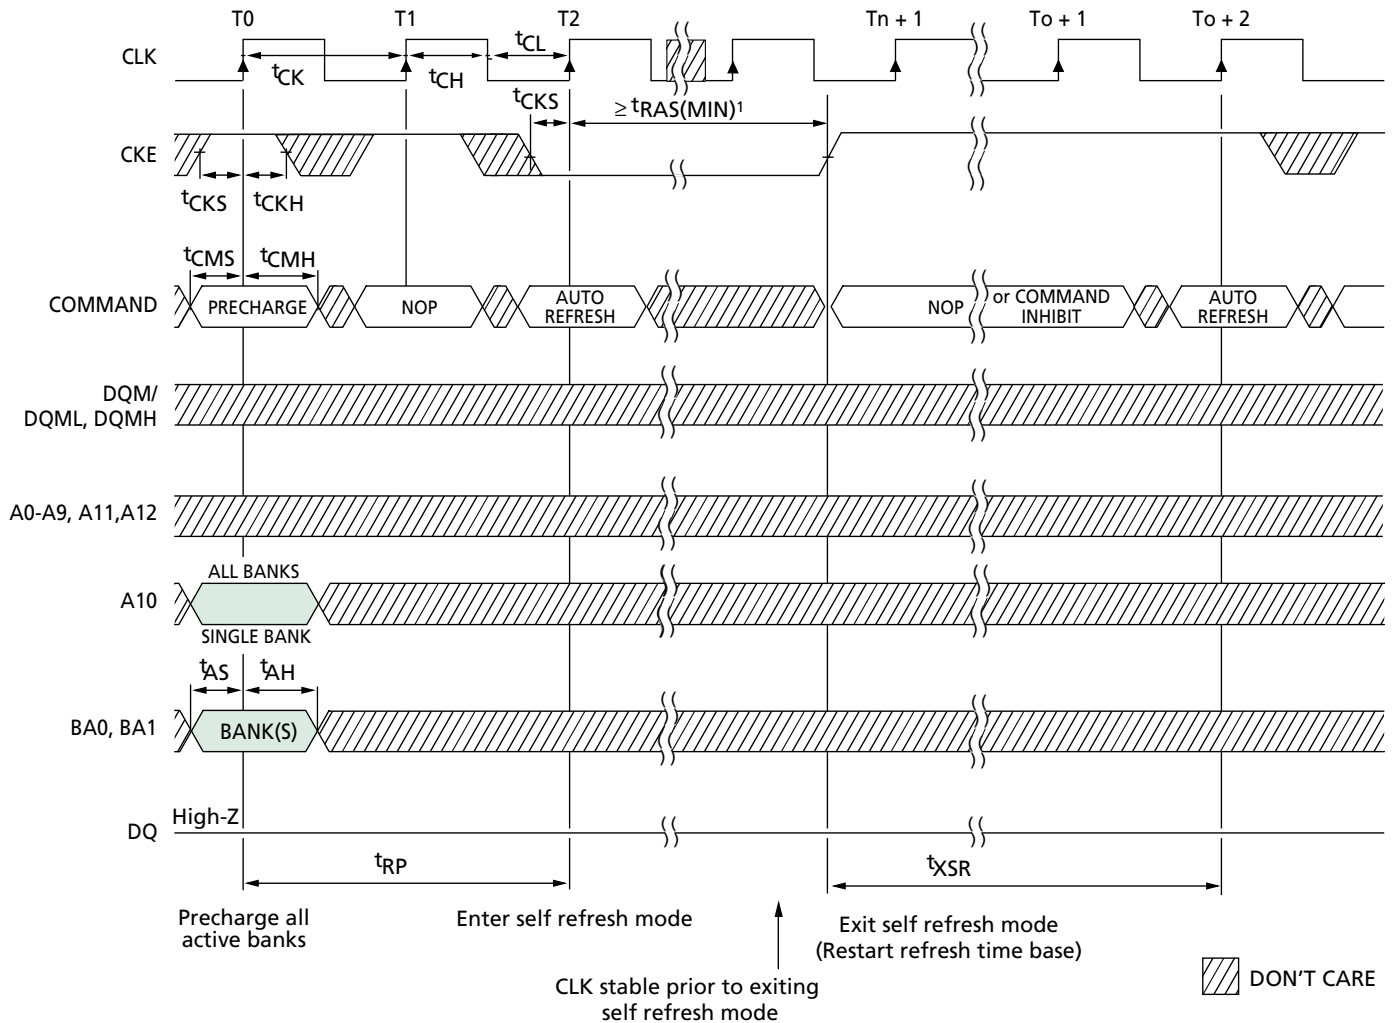 T0 T1 T2 Tn + 1 To + 1 To + 2
CLK
tCK tCH tCL
tCKS ≥ tRAS(MIN)1
CKE
tCKS tCKH
tCMS tCMH
COMMAND PRECHARGE NOP AUTO REFRESH NOP or COMMAND INHIBIT AUTO REFRESH
DQM/
DQML, DQMH
A0-A9, A11,A12
ALL BANKS
A10
SINGLE BANK
tAS tAH
BA0, BA1 BANK(S)
High-Z
DQ
tRP tXSR
Precharge all
active banks
Enter self refresh mode
Exit self refresh mode
(Restart refresh time base)
CLK stable prior to exiting
self refresh mode
DON'T CARE